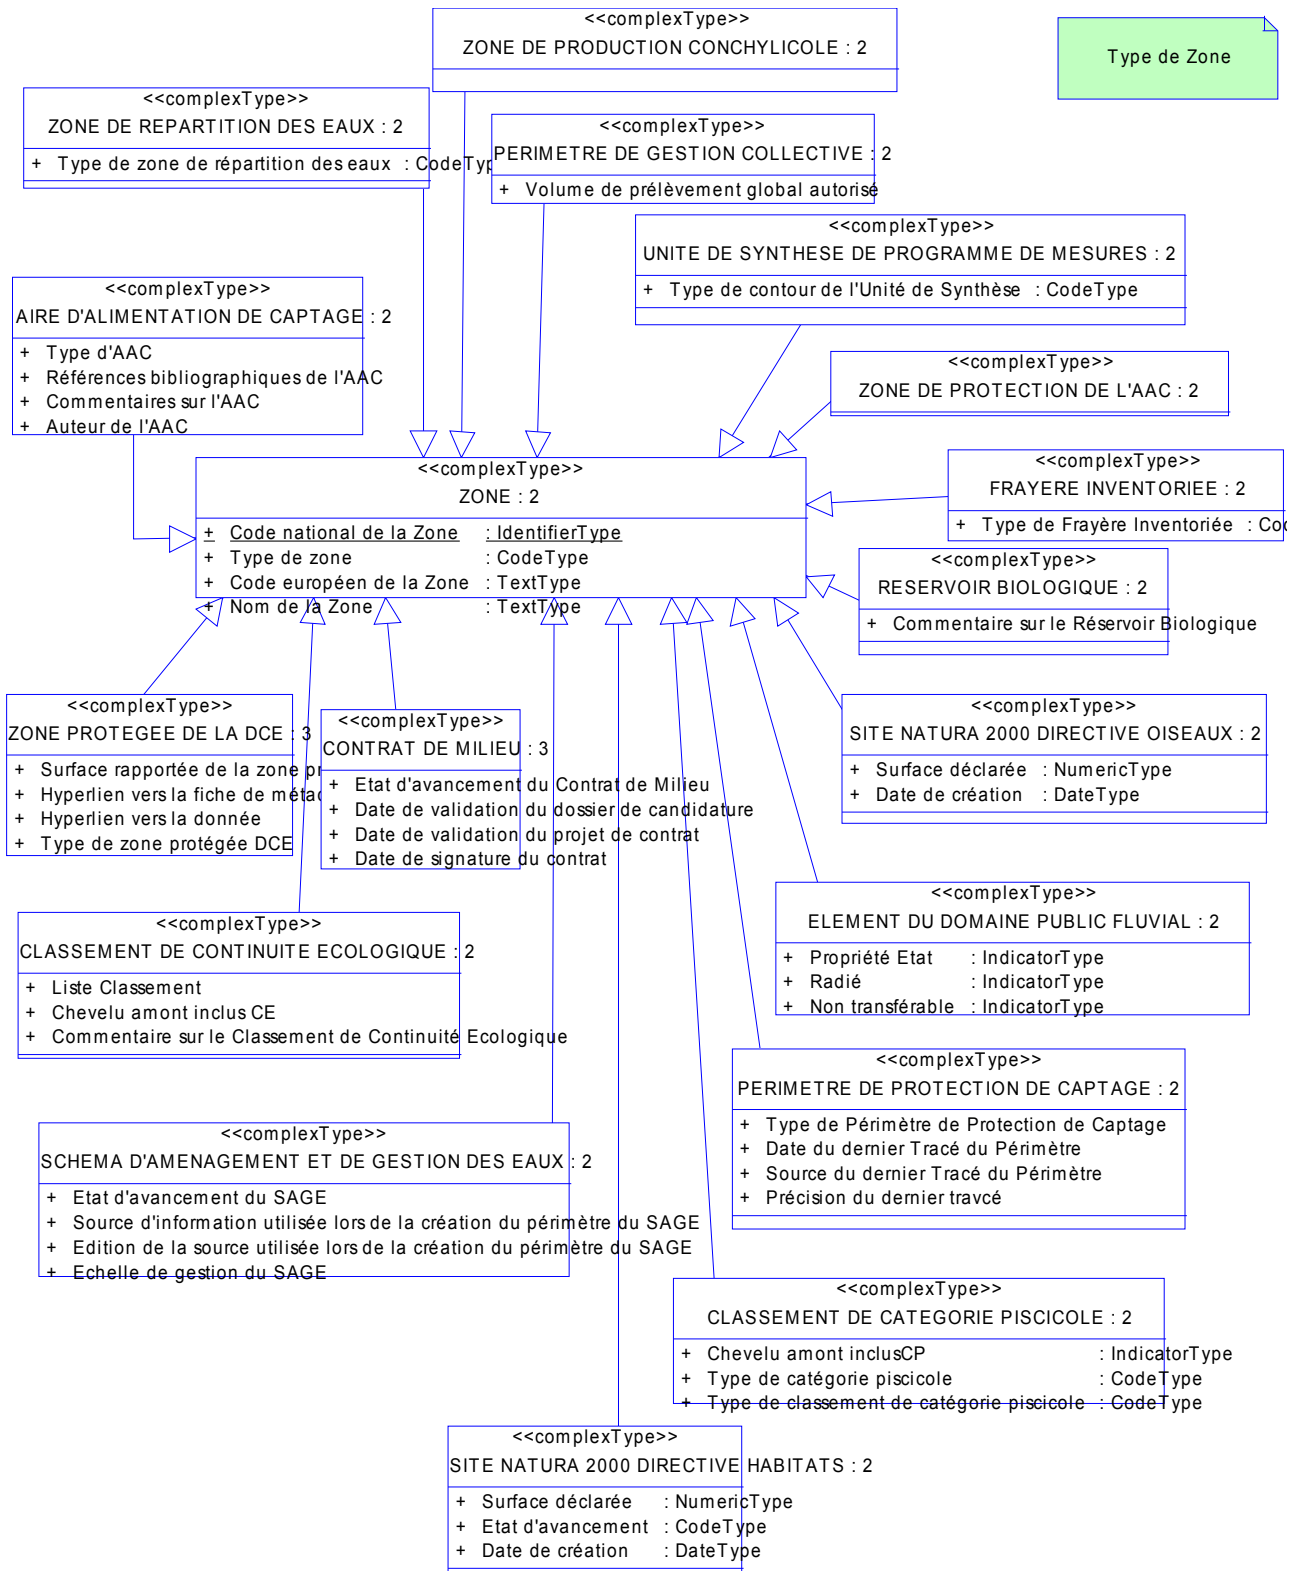 <<complexType>>
ZONE DE PRODUCTION CONCHYLICOLE : 2
Type de Zone
<<complexType>>
ZONE DE REPARTITION DES EAUX : 2
+ Type de zone de répartition des eaux : CodeTyp
<<complexType>>
PERIMETRE DE GESTION COLLECTIVE : 2
+ Volume de prélèvement global autorisé
<<complexType>>
UNITE DE SYNTHESE DE PROGRAMME DE MESURES : 2
+ Type de contour de l'Unité de Synthèse : CodeType
<<complexType>>
AIRE D'ALIMENTATION DE CAPTAGE : 2
+ Type d'AAC
+ Références bibliographiques de l'AAC
+ Commentaires sur l'AAC
+ Auteur de l'AAC
<<complexType>>
ZONE DE PROTECTION DE L'AAC : 2
<<complexType>>
ZONE : 2
+ Code national de la Zone : IdentifierType
+ Type de zone : CodeType
+ Code européen de la Zone : TextType
+ Nom de la Zone : TextType
<<complexType>>
FRAYERE INVENTORIEE : 2
+ Type de Frayère Inventoriée : Co
<<complexType>>
RESERVOIR BIOLOGIQUE : 2
+ Commentaire sur le Réservoir Biologique
<<complexType>>
ZONE PROTEGEE DE LA DCE : 3
+ Surface rapportée de la zone pr
+ Hyperlien vers la fiche de métad
+ Hyperlien vers la donnée
+ Type de zone protégée DCE
<<complexType>>
CONTRAT DE MILIEU : 3
+ Etat d'avancement du Contrat de Milieu
+ Date de validation du dossier de candidature
+ Date de validation du projet de contrat
+ Date de signature du contrat
<<complexType>>
SITE NATURA 2000 DIRECTIVE OISEAUX : 2
+ Surface déclarée : NumericType
+ Date de création : DateType
<<complexType>>
ELEMENT DU DOMAINE PUBLIC FLUVIAL : 2
+ Propriété Etat : IndicatorType
+ Radié : IndicatorType
+ Non transférable : IndicatorType
<<complexType>>
CLASSEMENT DE CONTINUITE ECOLOGIQUE : 2
+ Liste Classement
+ Chevelu amont inclus CE
+ Commentaire sur le Classement de Continuité Ecologique
<<complexType>>
PERIMETRE DE PROTECTION DE CAPTAGE : 2
+ Type de Périmètre de Protection de Captage
+ Date du dernier Tracé du Périmètre
+ Source du dernier Tracé du Périmètre
+ Précision du dernier travcé
<<complexType>>
SCHEMA D'AMENAGEMENT ET DE GESTION DES EAUX : 2
+ Etat d'avancement du SAGE
+ Source d'information utilisée lors de la création du périmètre du SAGE
+ Edition de la source utilisée lors de la création du périmètre du SAGE
+ Echelle de gestion du SAGE
<<complexType>>
CLASSEMENT DE CATEGORIE PISCICOLE : 2
+ Chevelu amont inclusCP : IndicatorType
+ Type de catégorie piscicole : CodeType
+ Type de classement de catégorie piscicole : CodeType
<<complexType>>
SITE NATURA 2000 DIRECTIVE HABITATS : 2
+ Surface déclarée : NumericType
+ Etat d'avancement : CodeType
+ Date de création : DateType